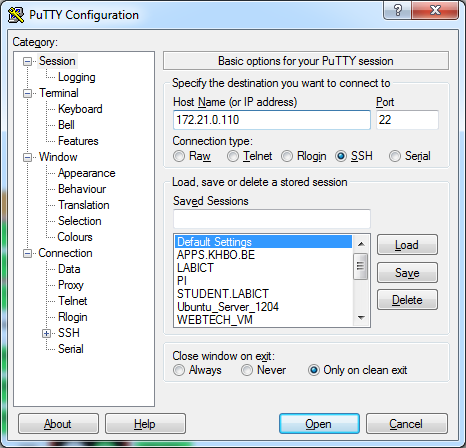 PuTTY Configuration
Category:
Session
Logging
Terminal
Keyboard
Bell
Features
Window
Appearance
Behaviour
Translation
Selection
Colours
Connection
Data
Proxy
Telnet
Rlogin
SSH
Serial
Basic options for your PuTTY session
Specify the destination you want to connect to
Host Name (or IP address) Port
172.21.0.110 22
Connection type:
Raw Telnet Rlogin SSH Serial
Load, save or delete a stored session
Saved Sessions
Default Settings
APPS.KHBO.BE
LABICT
PI
STUDENT.LABICT
Ubuntu_Server_1204
WEBTECH_VM
Load
Save
Delete
Close window on exit:
Always Never Only on clean exit
About Help Open Cancel